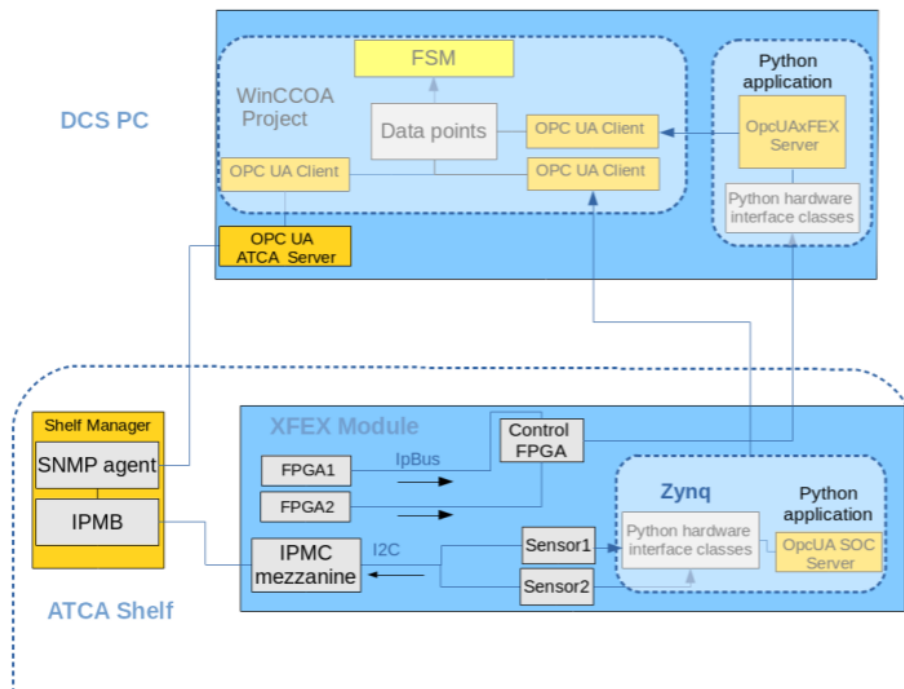 DCS PC
FSM
WinCCOA
Project
Data points
OPC UA Client
OPC UA Client
OPC UA Client
OPC UA
ATCA Server
Python
application
OpcUAxFEX
Server
Python hardware
interface classes
Shelf Manager
SNMP agent
IPMB
ATCA Shelf
XFEX Module
Control
FPGA
FPGA1
IpBus
FPGA2
IPMC
mezzanine
I2C
Sensor1
Sensor2
Zynq
Python
application
Python hardware
interface classes
OpcUA SOC
Server